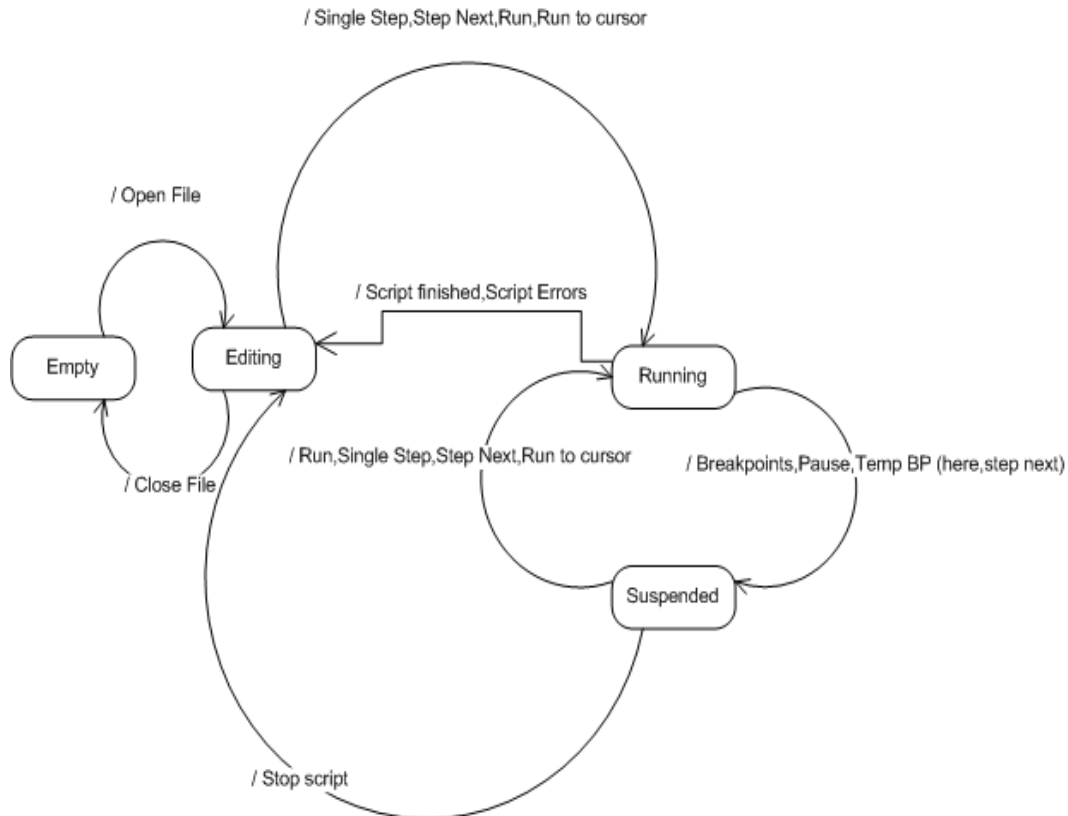 / Single Step,Step Next,Run,Run to cursor
/ Open File
/ Script finished,Script Errors
Editing
Empty
Running
/ Run,Single Step,Step Next,Run to cursor
/ Breakpoints,Pause,Temp BP (here,step next)
/ Close File
Suspended
/ Stop script